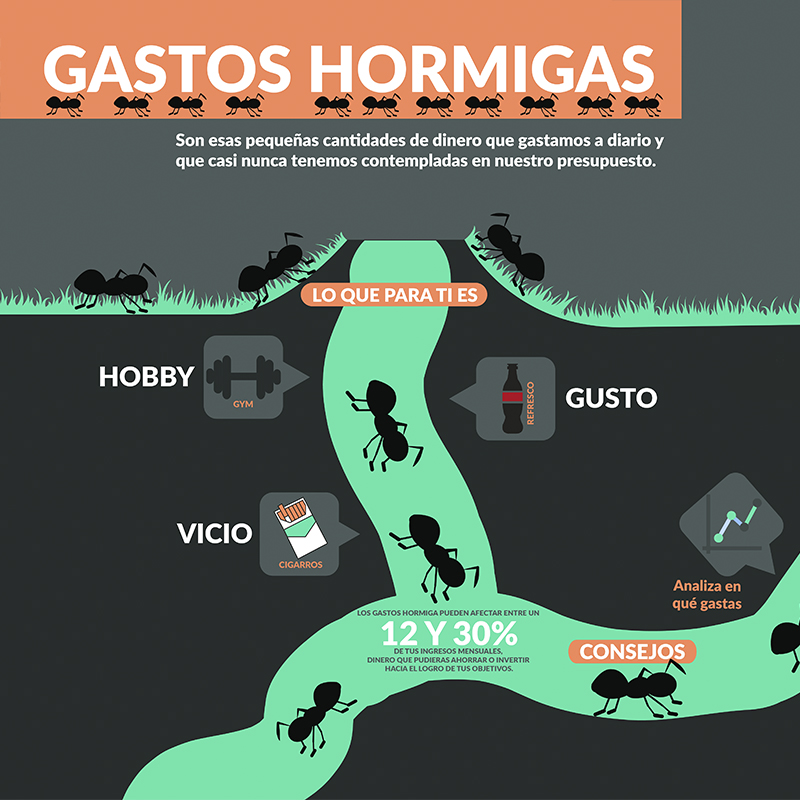 GASTOS HORMIGAS
Son esas pequeñas cantidades de dinero que gastamos a diario y
que casi nunca tenemos contempladas en nuestro presupuesto.
LO QUE PARA TI ES
HOBBY
GYM
REFRESCO
GUSTO
VICIO
CIGARROS
Analiza en
qué gastas
LOS GASTOS HORMIGA PUEDEN AFECTAR ENTRE UN
12 Y 30%
DE TUS INGRESOS MENSUALES,
DINERO QUE PUDIERAS AHORRAR O INVERTIR
HACIA EL LOGRO DE TUS OBJETIVOS.
CONSEJOS